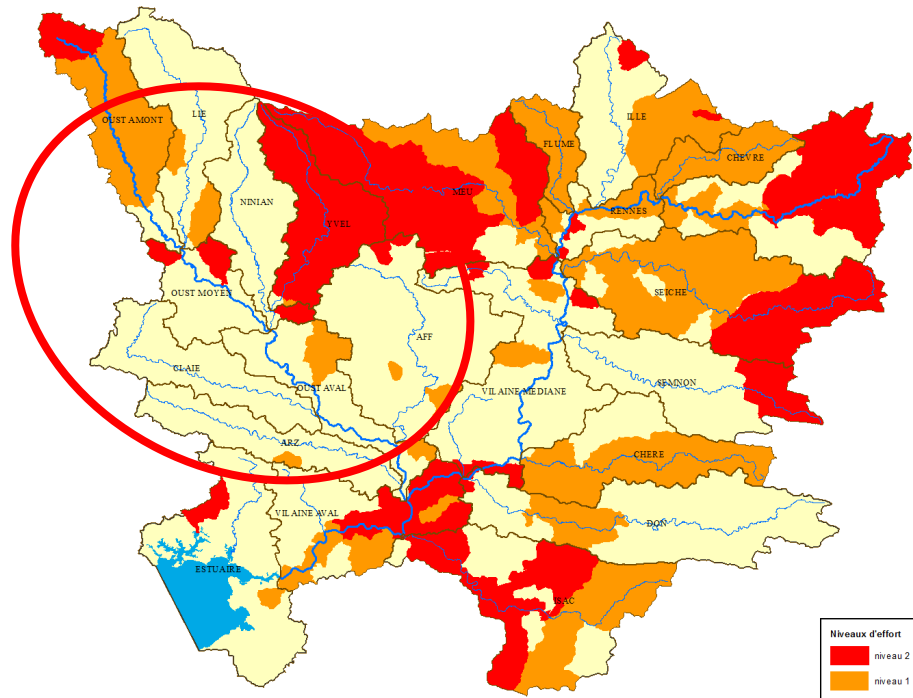 OUST AMONT
LIE
ILLE
FLUME
CHEVRE
MEU
NINIAN
RENNES
YVEL
OUST MOYEN
SEICHE
AFF
CLAIE
SEMNON
OUST AVAL
VILAINE MEDIANE
ARZ
CHERE
VILAINE AVAL
DON
ESTUAIRE
ISAC
Niveaux d'effort
niveau 2
niveau 1